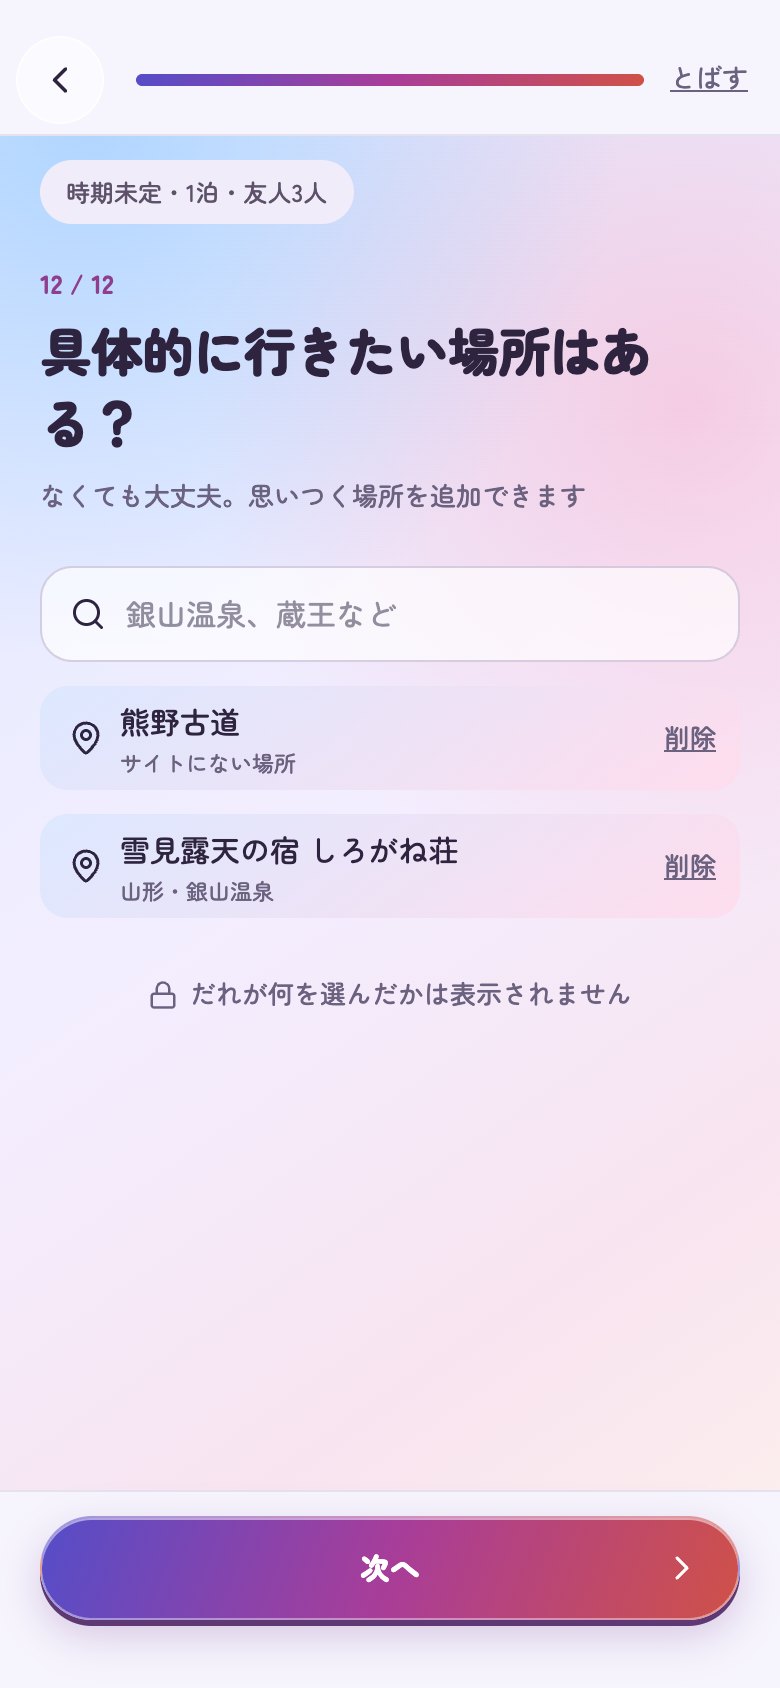 とばす
時期未定・1泊・友人3人
12 / 12
具体的に行きたい場所はあ
る？
なくても大丈夫。思いつく場所を追加できます
銀山温泉、蔵王など
熊野古道
サイトにない場所
削除
雪見露天の宿 しろがね荘
山形・銀山温泉
削除
だれが何を選んだかは表示されません
次へ